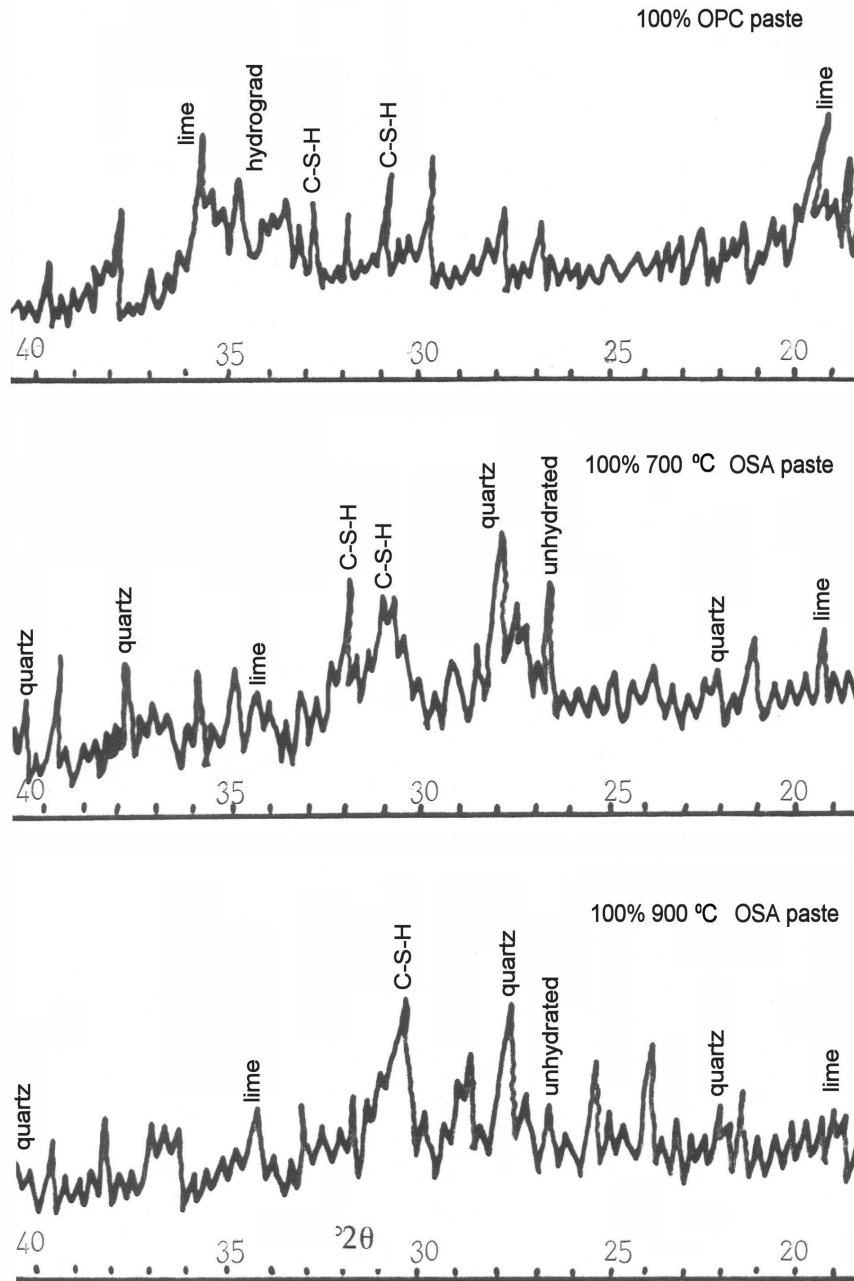 100% OPC paste
lime
hydrograd
C-S-H
C-S-H
lime
40 35 30 25 20
100% 700 ºC OSA paste
quartz
quartz
lime
C-S-H
C-S-H
quartz
unhydrated
quartz
lime
40 35 30 25 20
100% 900 ºC OSA paste
quartz
lime
C-S-H
quartz
unhydrated
quartz
lime
40 35 º2θ 30 25 20